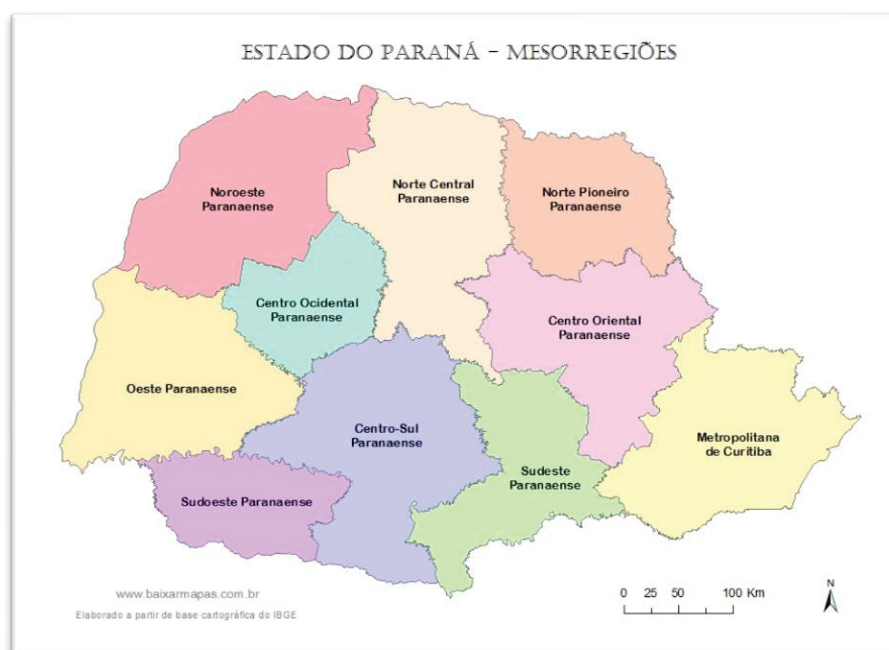 ESTADO DO PARANÁ – MESORREGIÕES
Noroeste
Paranaense
Norte Central
Paranaense
Norte Pioneiro
Paranaense
Centro Ocidental
Paranaense
Centro Oriental
Paranaense
Oeste Paranaense
Centro-Sul
Paranaense
Metropolitana
de Curitiba
Sudeste
Paranaense
Sudoeste Paranaense
www.baixarmapas.com.br
Elaborado a partir de base cartográfica do IBGE
0 25 50 100 Km
N